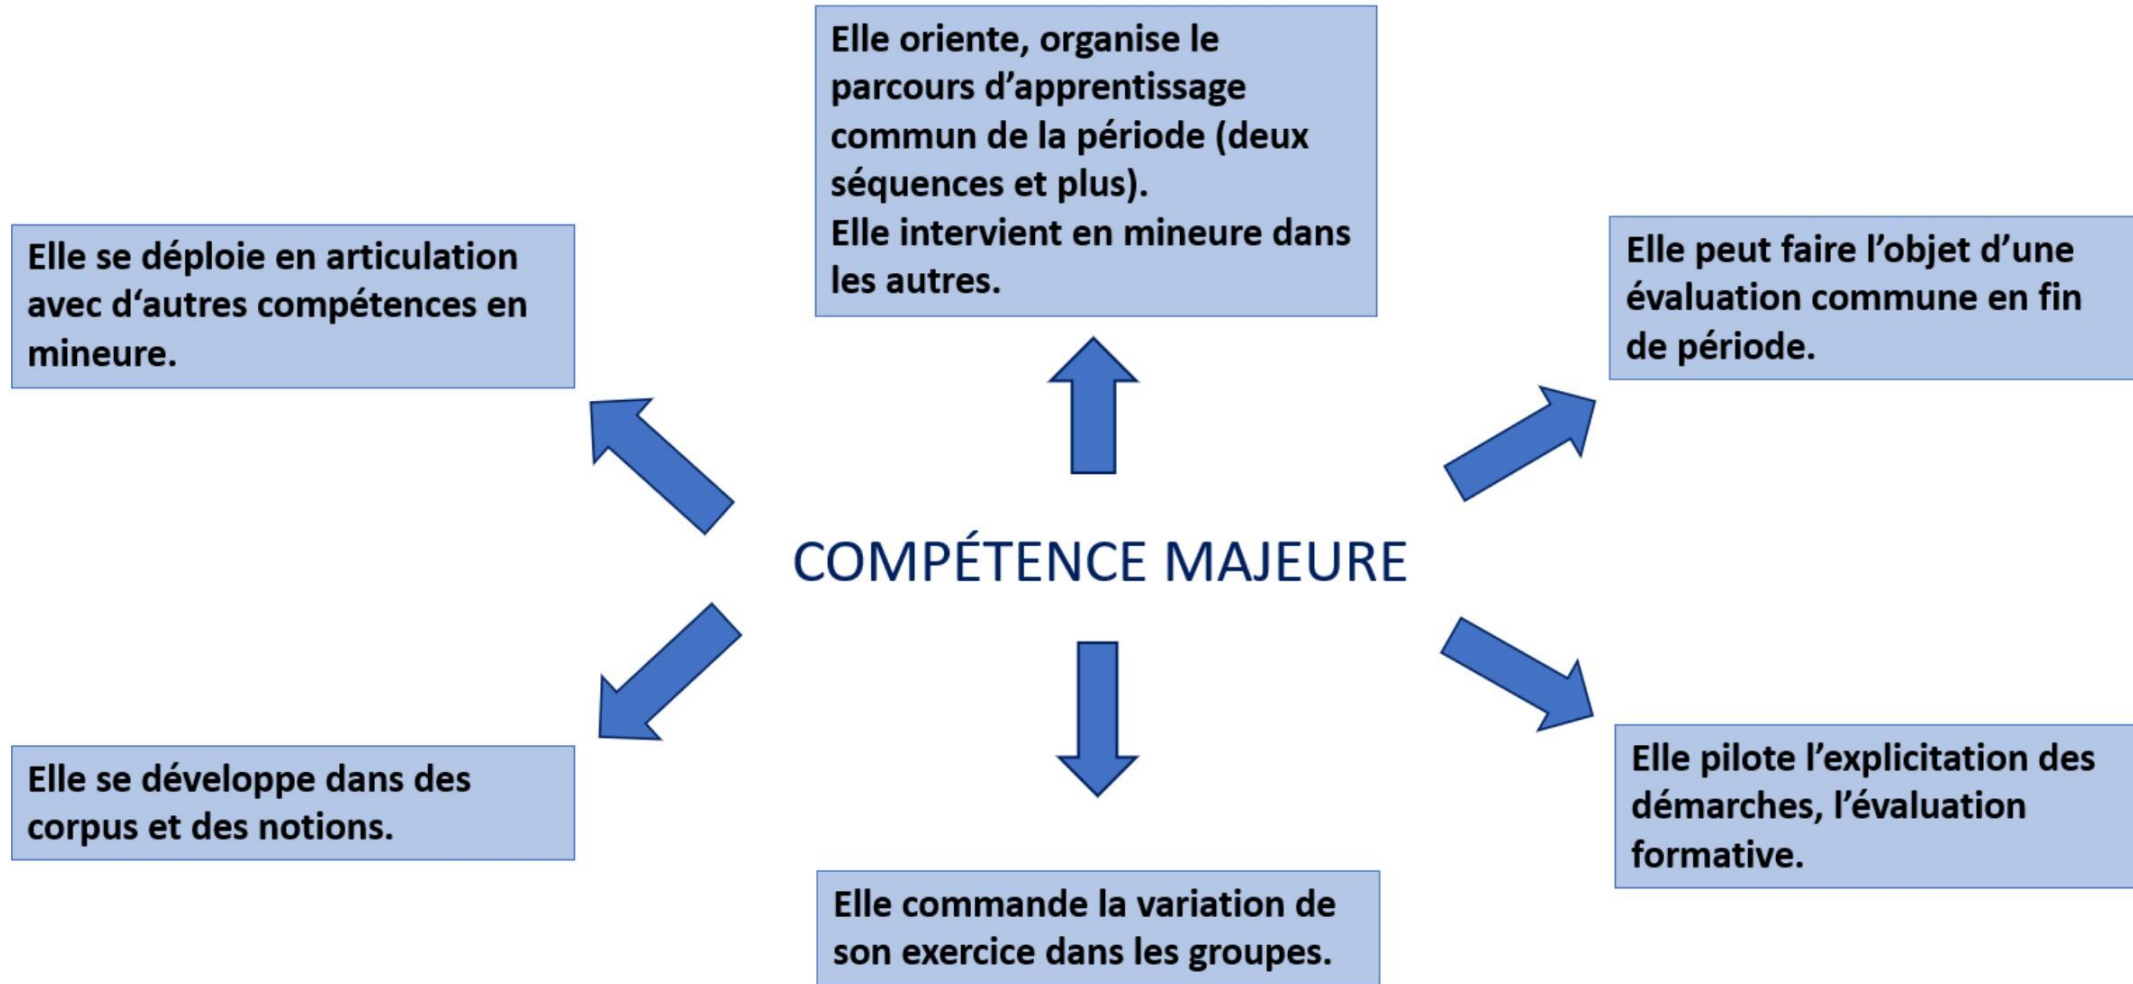 Elle oriente, organise le
parcours d’apprentissage
commun de la période (deux
séquences et plus).
Elle intervient en mineure dans
les autres.
Elle se déploie en articulation
avec d‘autres compétences en
mineure.
Elle peut faire l’objet d’une
évaluation commune en fin
de période.
COMPÉTENCE MAJEURE
Elle se développe dans des
corpus et des notions.
Elle pilote l’explicitation des
démarches, l’évaluation
formative.
Elle commande la variation de
son exercice dans les groupes.